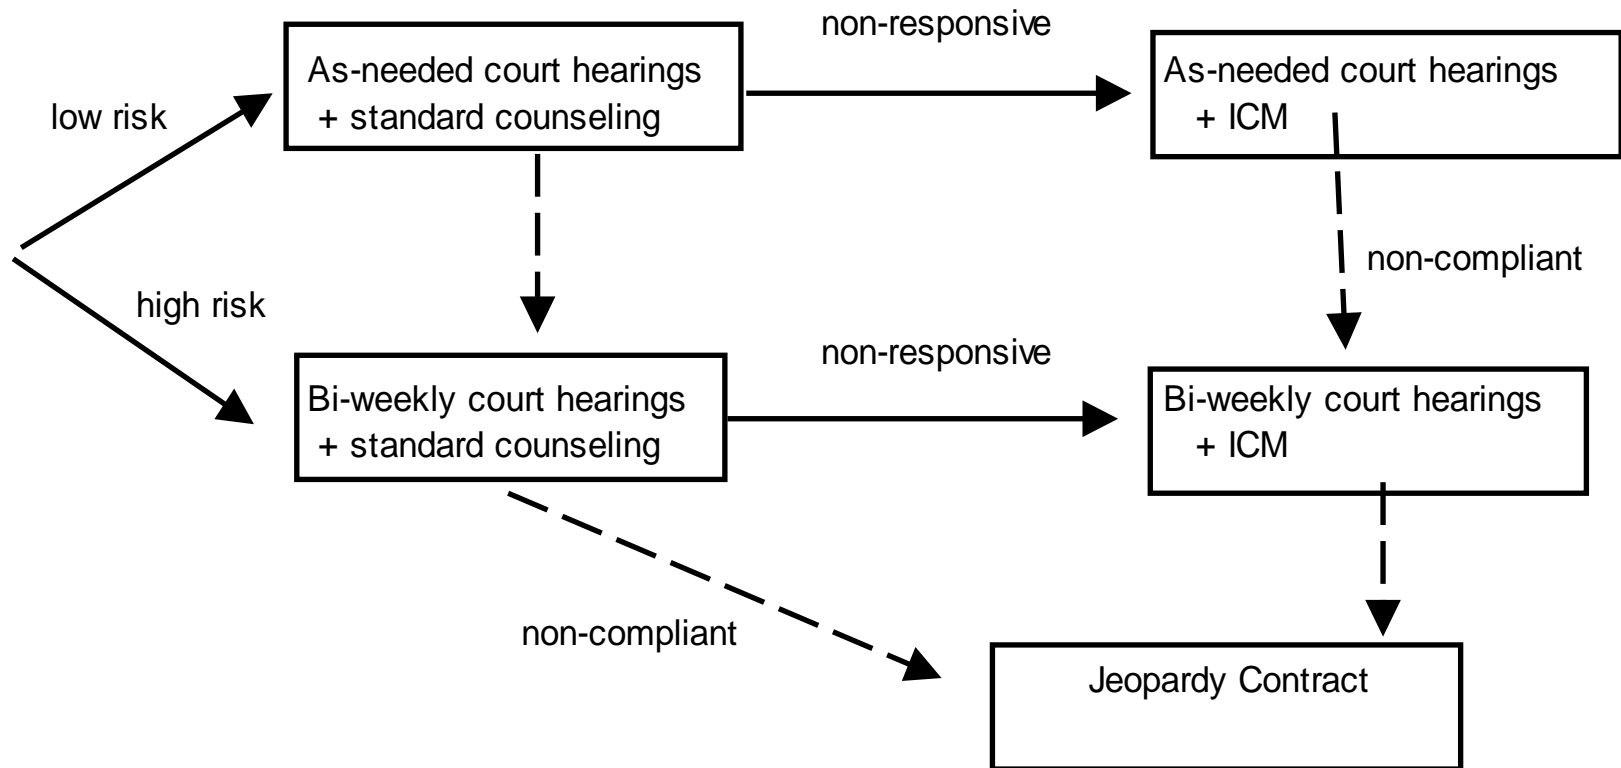 non-responsive
As-needed court hearings
+ standard counseling
As-needed court hearings
+ ICM
low risk
non-compliant
high risk
non-responsive
Bi-weekly court hearings
+ standard counseling
Bi-weekly court hearings
+ ICM
non-compliant
Jeopardy Contract